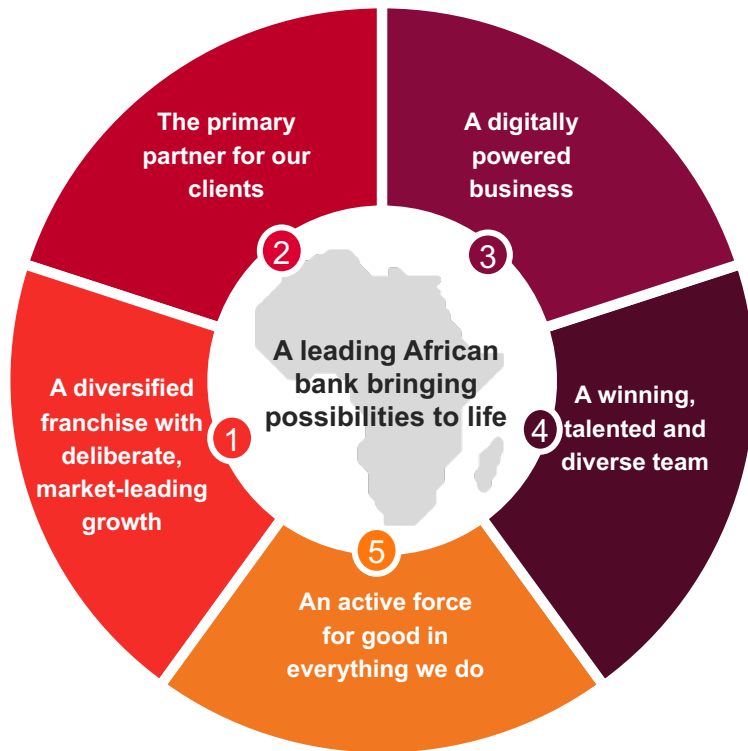 The primary
partner for our
clients
2
A digitally
powered
business
3
A leading African
bank bringing
possibilities to life
A diversified
franchise with
deliberate,
market-leading
growth
1
A winning,
talented and
diverse team
4
5
An active force
for good in
everything we do